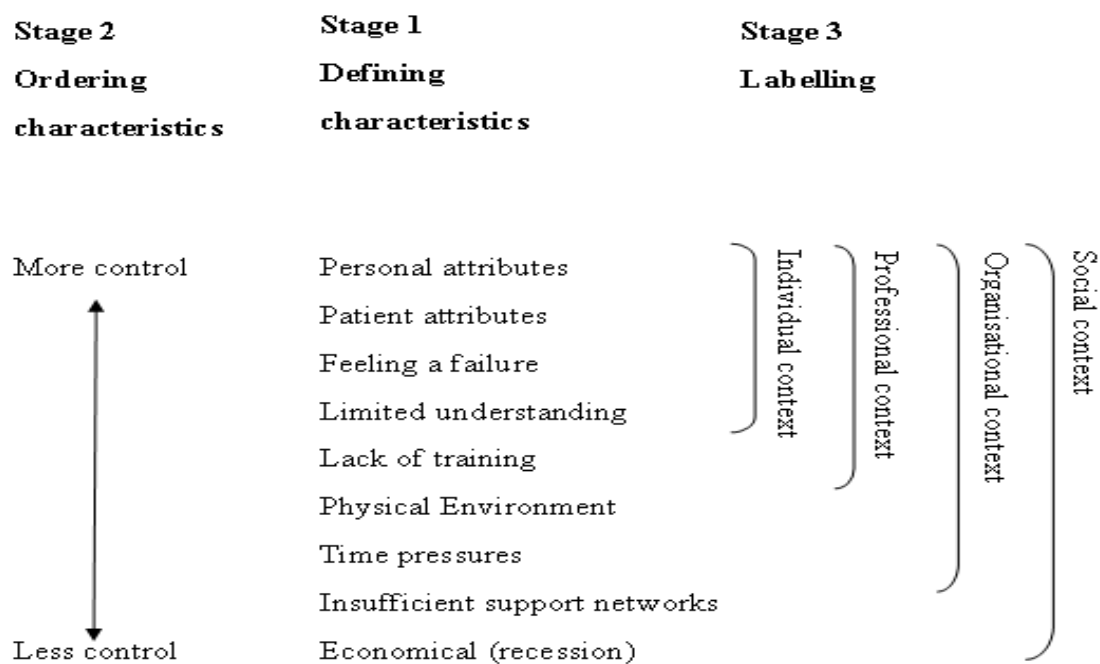 Stage 2
Ordering
characteristics
Stage 1
Defining
characteristics
Stage 3
Labelling
More control
Less control
Personal attributes
Patient attributes
Feeling a failure
Limited understanding
Lack of training
Physical Environment
Time pressures
Insufficient support networks
Economical (recession)
Individual context
Professional context
Organisational context
Social context